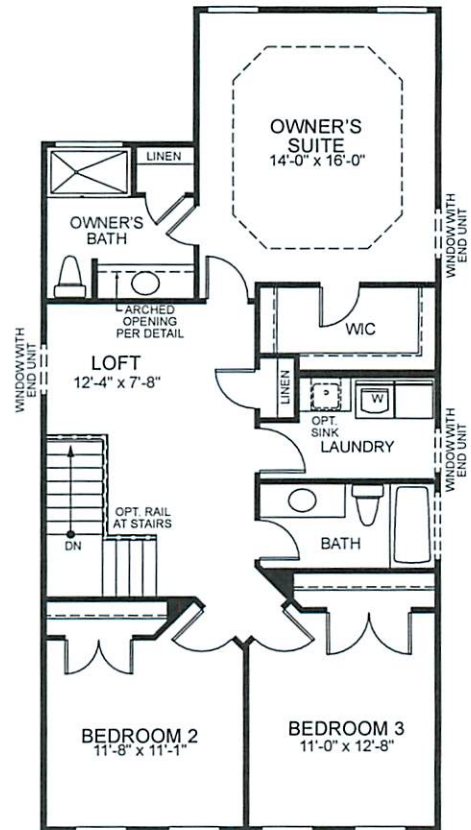 OWNER'S
SUITE
14'-0" x 16'-0"
LINEN
OWNER'S
BATH
WINDOW WITH
END UNIT
ARCHED
OPENING
PER DETAIL
WIC
LOFT
12'-4" x 7'-8"
WINDOW WITH
END UNIT
LINEN
OPT.
SINK
W
LAUNDRY
WINDOW WITH
END UNIT
OPT. RAIL
AT STAIRS
DN
BATH
BEDROOM 2
11'-8" x 11'-1"
BEDROOM 3
11'-0" x 12'-8"